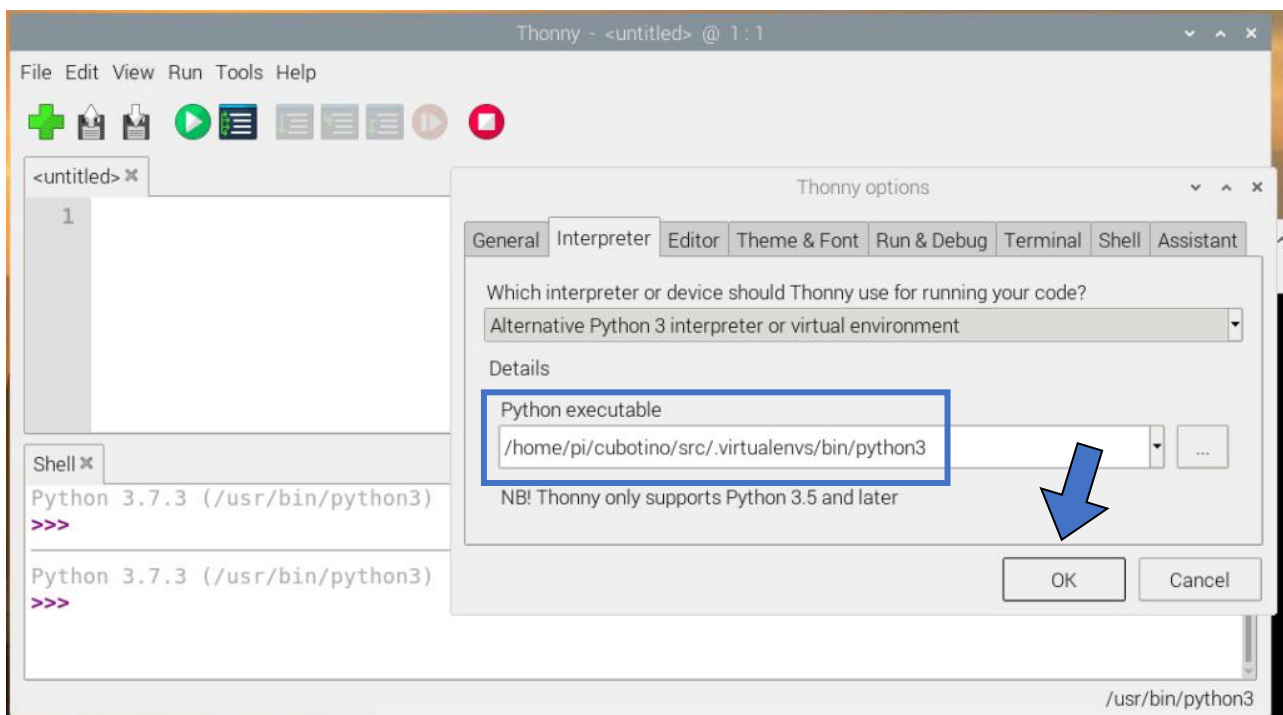 Thonny - <untitled> @ 1:1
File Edit View Run Tools Help
<untitled>
1
Thonny options
General Interpreter Editor Theme & Font Run & Debug Terminal Shell Assistant
Which interpreter or device should Thonny use for running your code?
Alternative Python 3 interpreter or virtual environment
Details
Python executable
/home/pi/cubotino/src/.virtualenvs/bin/python3
...
NB! Thonny only supports Python 3.5 and later
OK Cancel
Shell
Python 3.7.3 (/usr/bin/python3)
>>>
Python 3.7.3 (/usr/bin/python3)
>>>
/usr/bin/python3